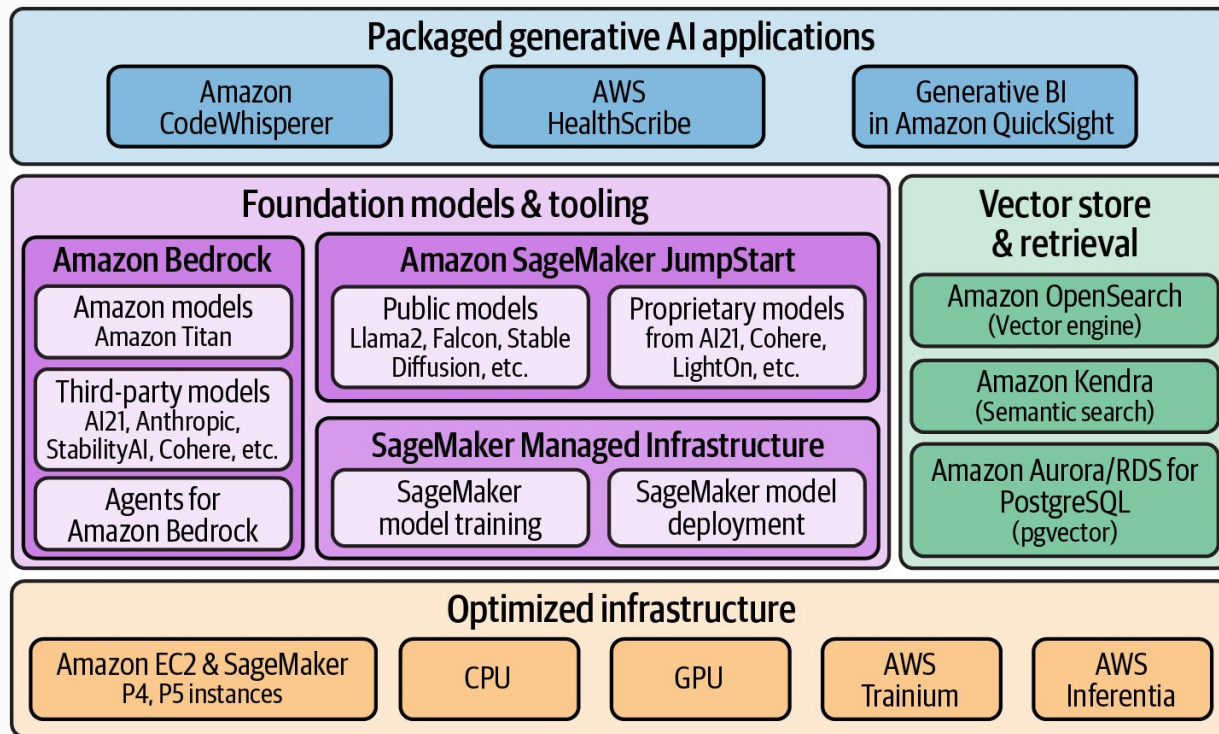 Packaged generative AI applications
Amazon
CodeWhisperer
AWS
HealthScribe
Generative BI
in Amazon QuickSight
Foundation models & tooling
Amazon Bedrock
Amazon models
Amazon Titan
Third-party models
AI21, Anthropic,
StabilityAI, Cohere, etc.
Agents for
Amazon Bedrock
Amazon SageMaker JumpStart
Public models
Llama2, Falcon, Stable
Diffusion, etc.
Proprietary models
from AI21, Cohere,
LightOn, etc.
SageMaker Managed Infrastructure
SageMaker
model training
SageMaker model
deployment
Vector store
& retrieval
Amazon OpenSearch
(Vector engine)
Amazon Kendra
(Semantic search)
Amazon Aurora/RDS for
PostgreSQL
(pgvector)
Optimized infrastructure
Amazon EC2 & SageMaker
P4, P5 instances
CPU
GPU
AWS
Trainium
AWS
Inferentia